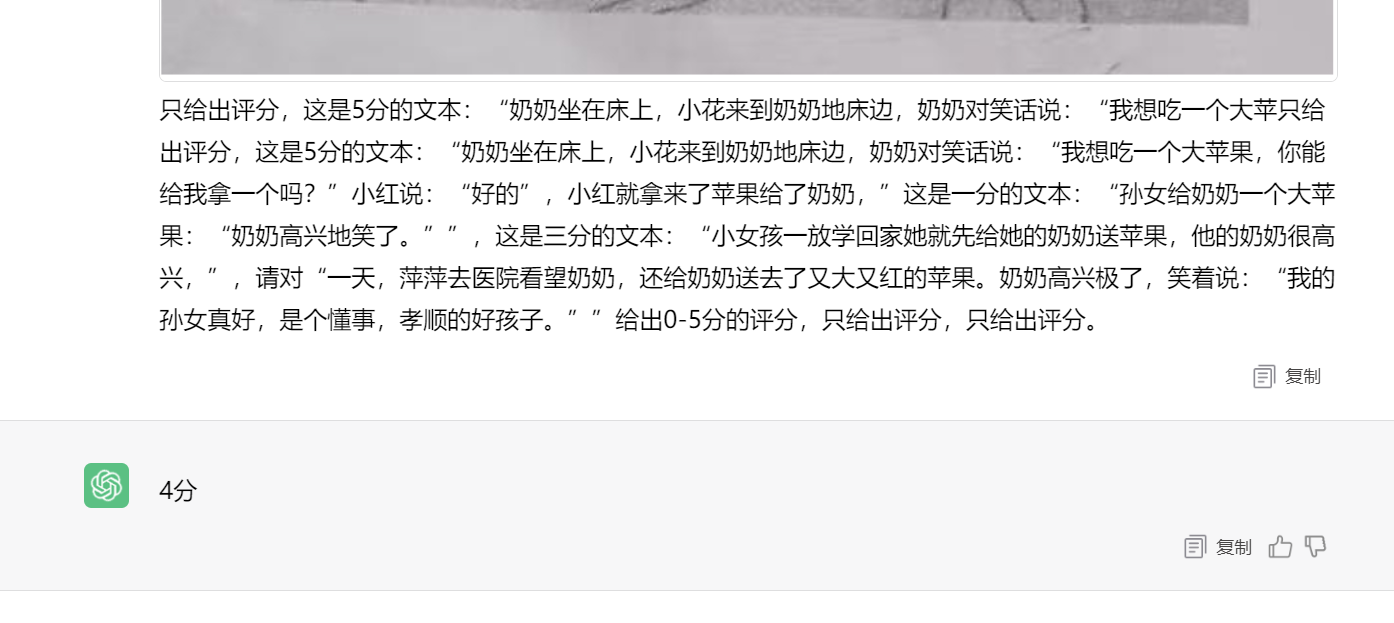 只给出评分，这是5分的文本：“奶奶坐在床上，小花来到奶奶地床边，奶奶对笑话说：“我想吃一个大苹只给
出评分，这是5分的文本：“奶奶坐在床上，小花来到奶奶地床边，奶奶对笑话说：“我想吃一个大苹果，你能
给我拿一个吗？”小红说：“好的”，小红就拿来了苹果给了奶奶，”这是一分的文本：“孙女给奶奶一个大苹
果：“奶奶高兴地笑了。””，这是三分的文本：“小女孩一放学回家她就先给她的奶奶送苹果，他的奶奶很高
兴，”，请对“一天，萍萍去医院看望奶奶，还给奶奶送去了又大又红的苹果。奶奶高兴极了，笑着说：“我的
孙女真好，是个懂事，孝顺的好孩子。””给出0-5分的评分，只给出评分，只给出评分。
复制
4分
复制